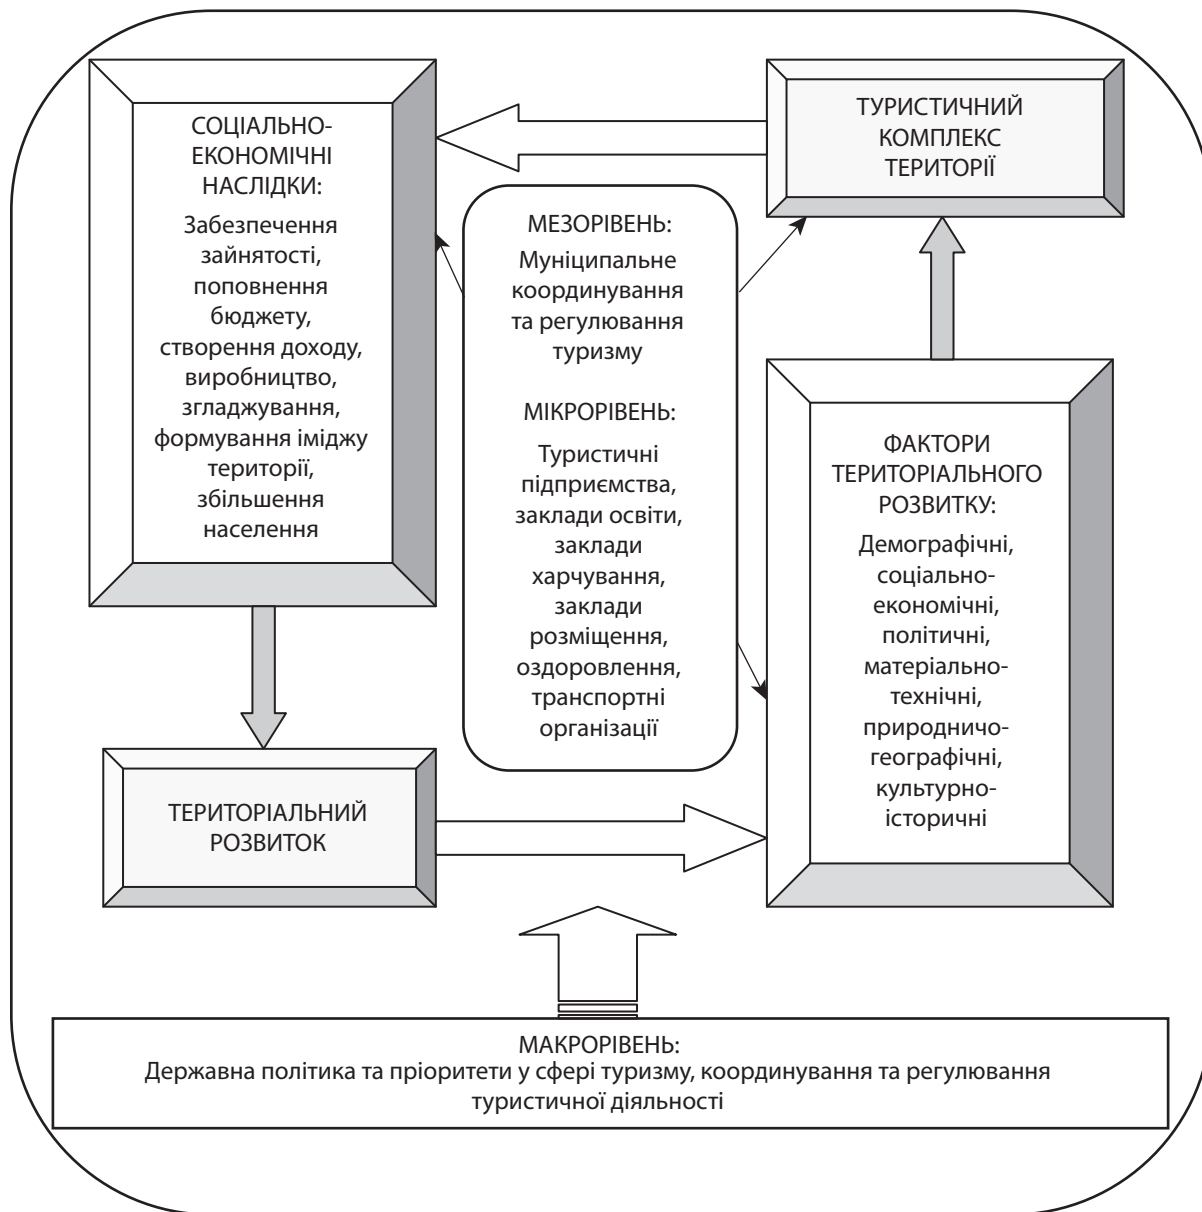 СОЦІАЛЬНО-
ЕКОНОМІЧНІ
НАСЛІДКИ:
Забезпечення
зайнятості,
поповнення
бюджету,
створення доходу,
виробництво,
згладжування,
формування іміджу
території,
збільшення
населення
ТУРИСТИЧНИЙ
КОМПЛЕКС
ТЕРИТОРІЇ
МЕЗОРІВЕНЬ:
Муніципальне
координування
та регулювання
туризму
МІКРОРІВЕНЬ:
Туристичні
підприємства,
заклади освіти,
заклади
харчування,
заклади
розміщення,
оздоровлення,
транспортні
організації
ФАКТОРИ
ТЕРИТОРІАЛЬНОГО
РОЗВИТКУ:
Демографічні,
соціально-
економічні,
політичні,
матеріально-
технічні,
природничо-
географічні,
культурно-
історичні
ТЕРИТОРІАЛЬНИЙ
РОЗВИТОК
МАКРОРІВЕНЬ:
Державна політика та пріоритети у сфері туризму, координування та регулювання
туристичної діяльності